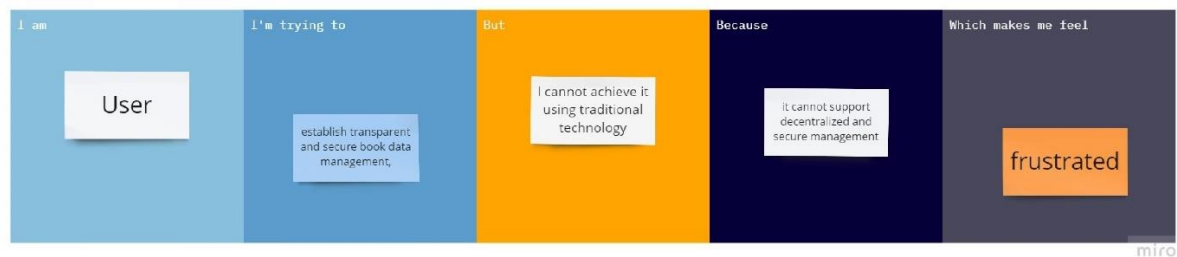 I am
User
I'm trying to
establish transparent
and secure book data
management,
But
I cannot achieve it
using traditional
technology
Because
it cannot support
decentralized and
secure management
Which makes me feel
frustrated
miro